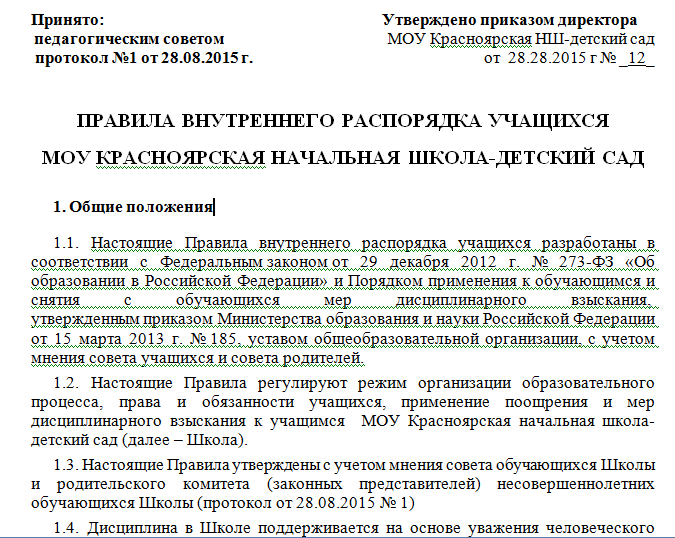 Принято: Утверждено приказом директора
педагогическим советом МОУ Красноярская НШ-детский сад
протокол №1 от 28.08.2015 г. от 28.28.2015 г № _12_
ПРАВИЛА ВНУТРЕННЕГО РАСПОРЯДКА УЧАЩИХСЯ
МОУ КРАСНОЯРСКАЯ НАЧАЛЬНАЯ ШКОЛА-ДЕТСКИЙ САД
1. Общие положения
1.1. Настоящие Правила внутреннего распорядка учащихся разработаны в
соответствии с Федеральным законом от 29 декабря 2012 г. № 273-ФЗ «Об
образовании в Российской Федерации» и Порядком применения к обучающимся и
снятия с обучающихся мер дисциплинарного взыскания,
утвержденным приказом Министерства образования и науки Российской Федерации
от 15 марта 2013 г. № 185, уставом общеобразовательной организации, с учетом
мнения совета учащихся и совета родителей.
1.2. Настоящие Правила регулируют режим организации образовательного
процесса, права и обязанности учащихся, применение поощрения и мер
дисциплинарного взыскания к учащимся МОУ Красноярская начальная школа-
детский сад (далее – Школа).
1.3. Настоящие Правила утверждены с учетом мнения совета обучающихся Школы
и родительского комитета (законных представителей) несовершеннолетних
обучающихся Школы (протокол от 28.08.2015 № 1)
1.4. Дисциплина в Школе поддерживается на основе уважения человеческого